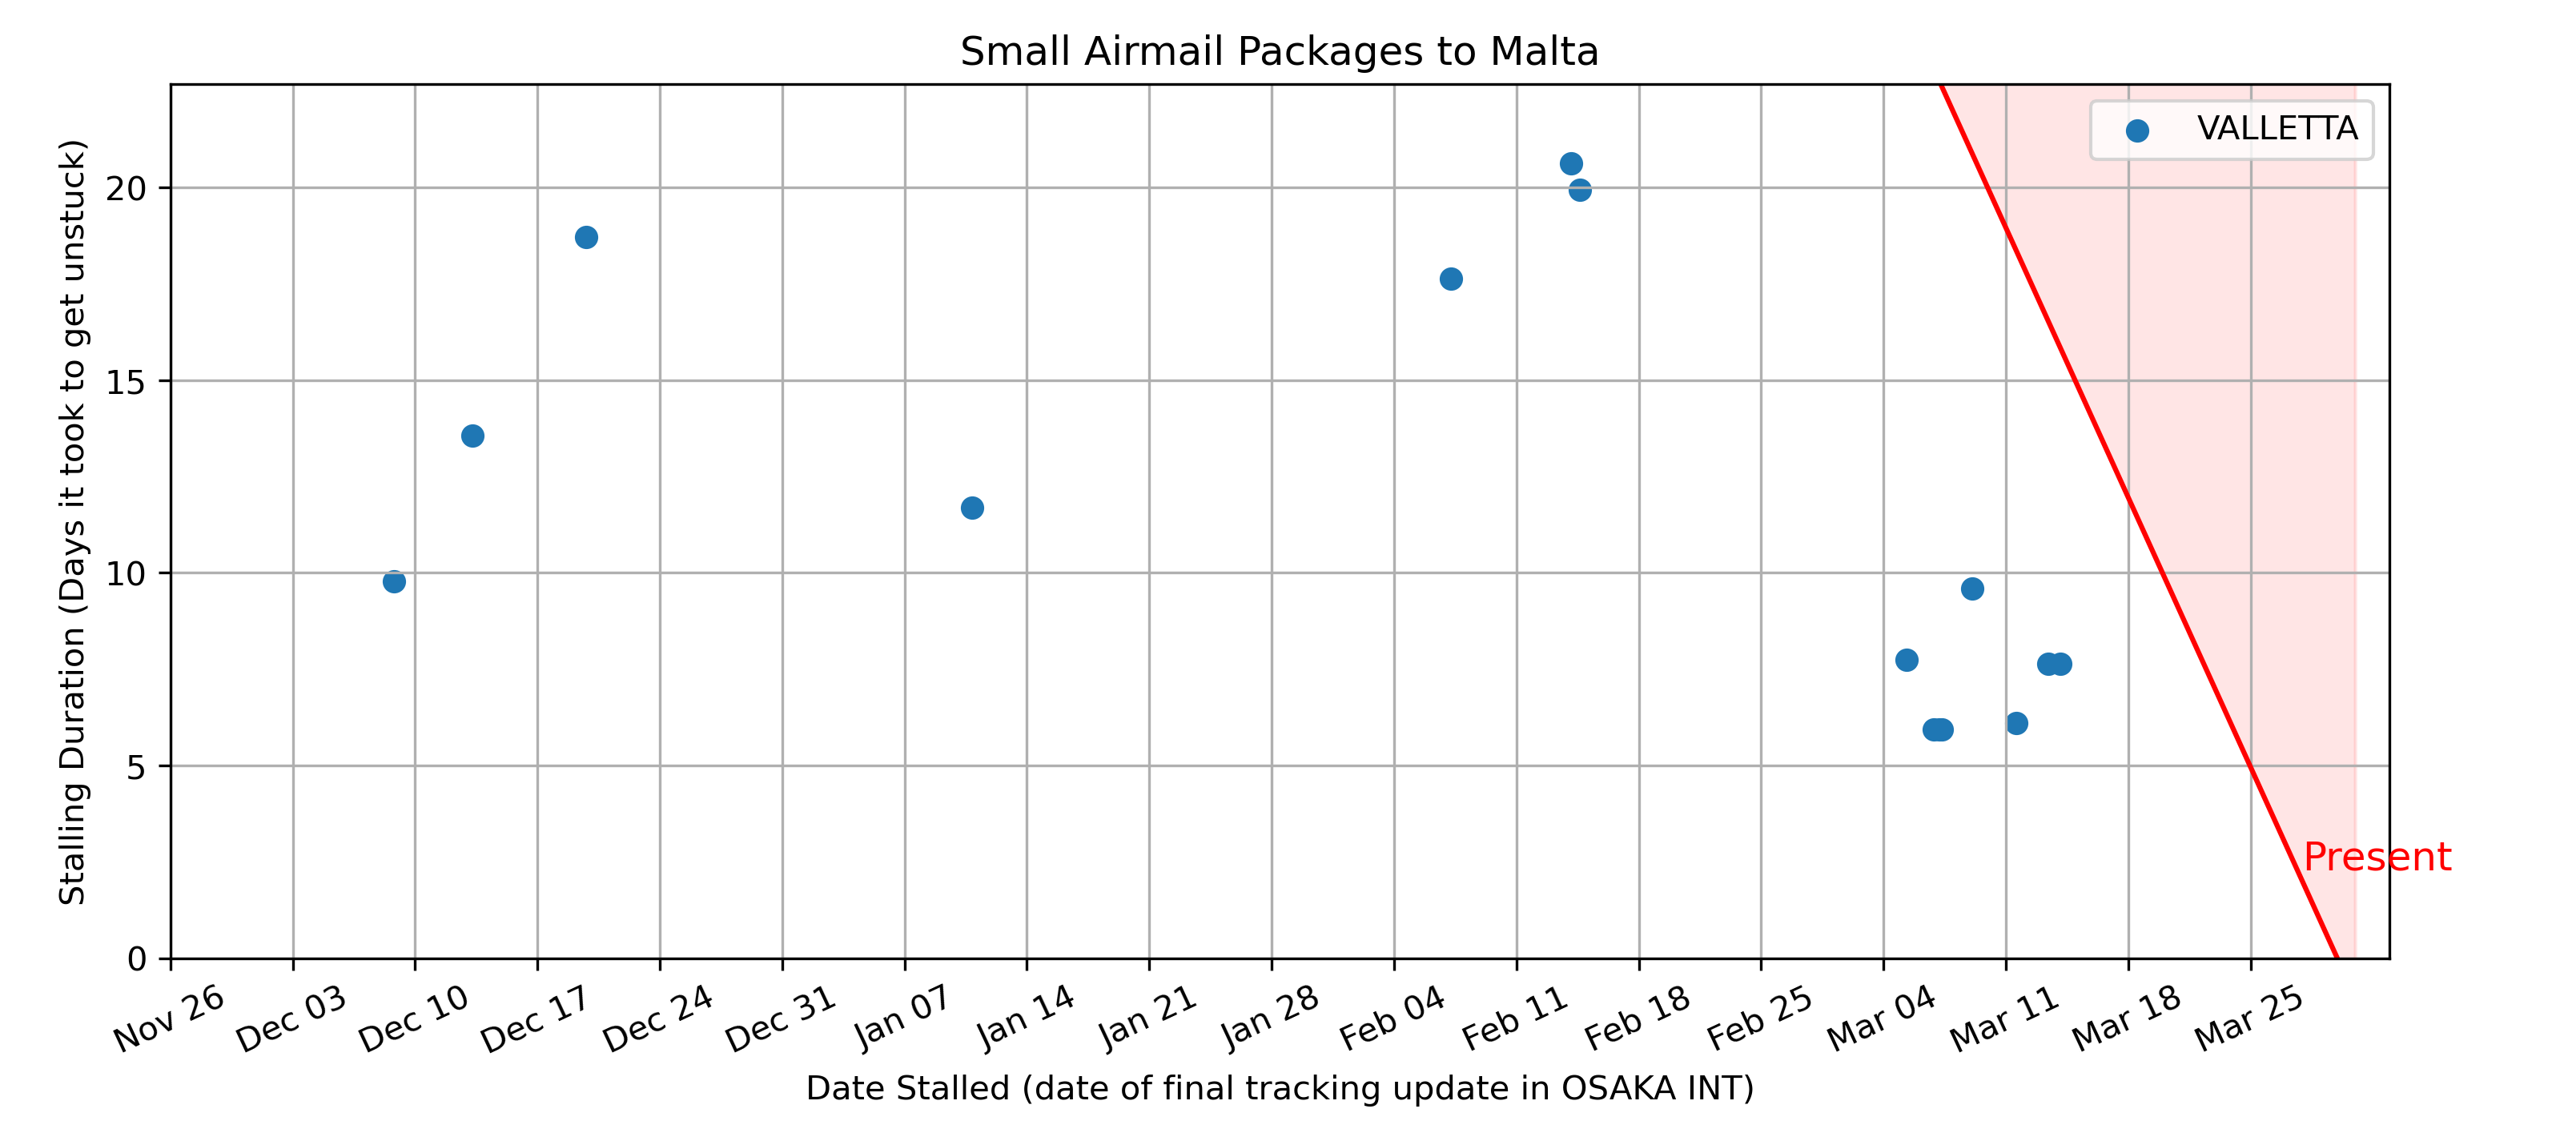 Small Airmail Packages to Malta
VALLETTA
Stalling Duration (Days it took to get unstuck)
20
15
10
5
0
Present
Nov 26
Dec 03
Dec 10
Dec 17
Dec 24
Dec 31
Jan 07
Jan 14
Jan 21
Jan 28
Feb 04
Feb 11
Feb 18
Feb 25
Mar 04
Mar 11
Mar 18
Mar 25
Date Stalled (date of final tracking update in OSAKA INT)